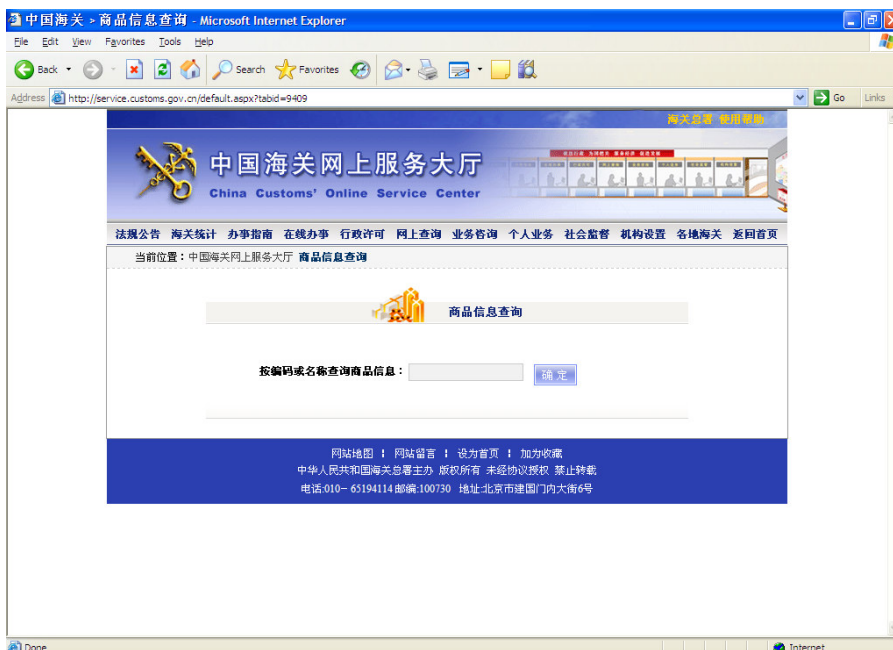 中国海关 > 商品信息查询 - Microsoft Internet Explorer
File Edit View Favorites Tools Help
Back Search Favorites
Address http://service.customs.gov.cn/default.aspx?tabid=9409 Go Links
海关总署 使用帮助
中国海关网上服务大厅
China Customs' Online Service Center
法规公告 海关统计 办事指南 在线办事 行政许可 网上查询 业务咨询 个人业务 社会监督 机构设置 各地海关 返回首页
当前位置：中国海关网上服务大厅 商品信息查询
商品信息查询
按编码或名称查询商品信息： 确 定
网站地图 | 网站留言 | 设为首页 | 加为收藏
中华人民共和国海关总署主办 版权所有 未经协议授权 禁止转载
电话:010-65194114 邮编:100730 地址:北京市建国门内大街6号
Done Internet